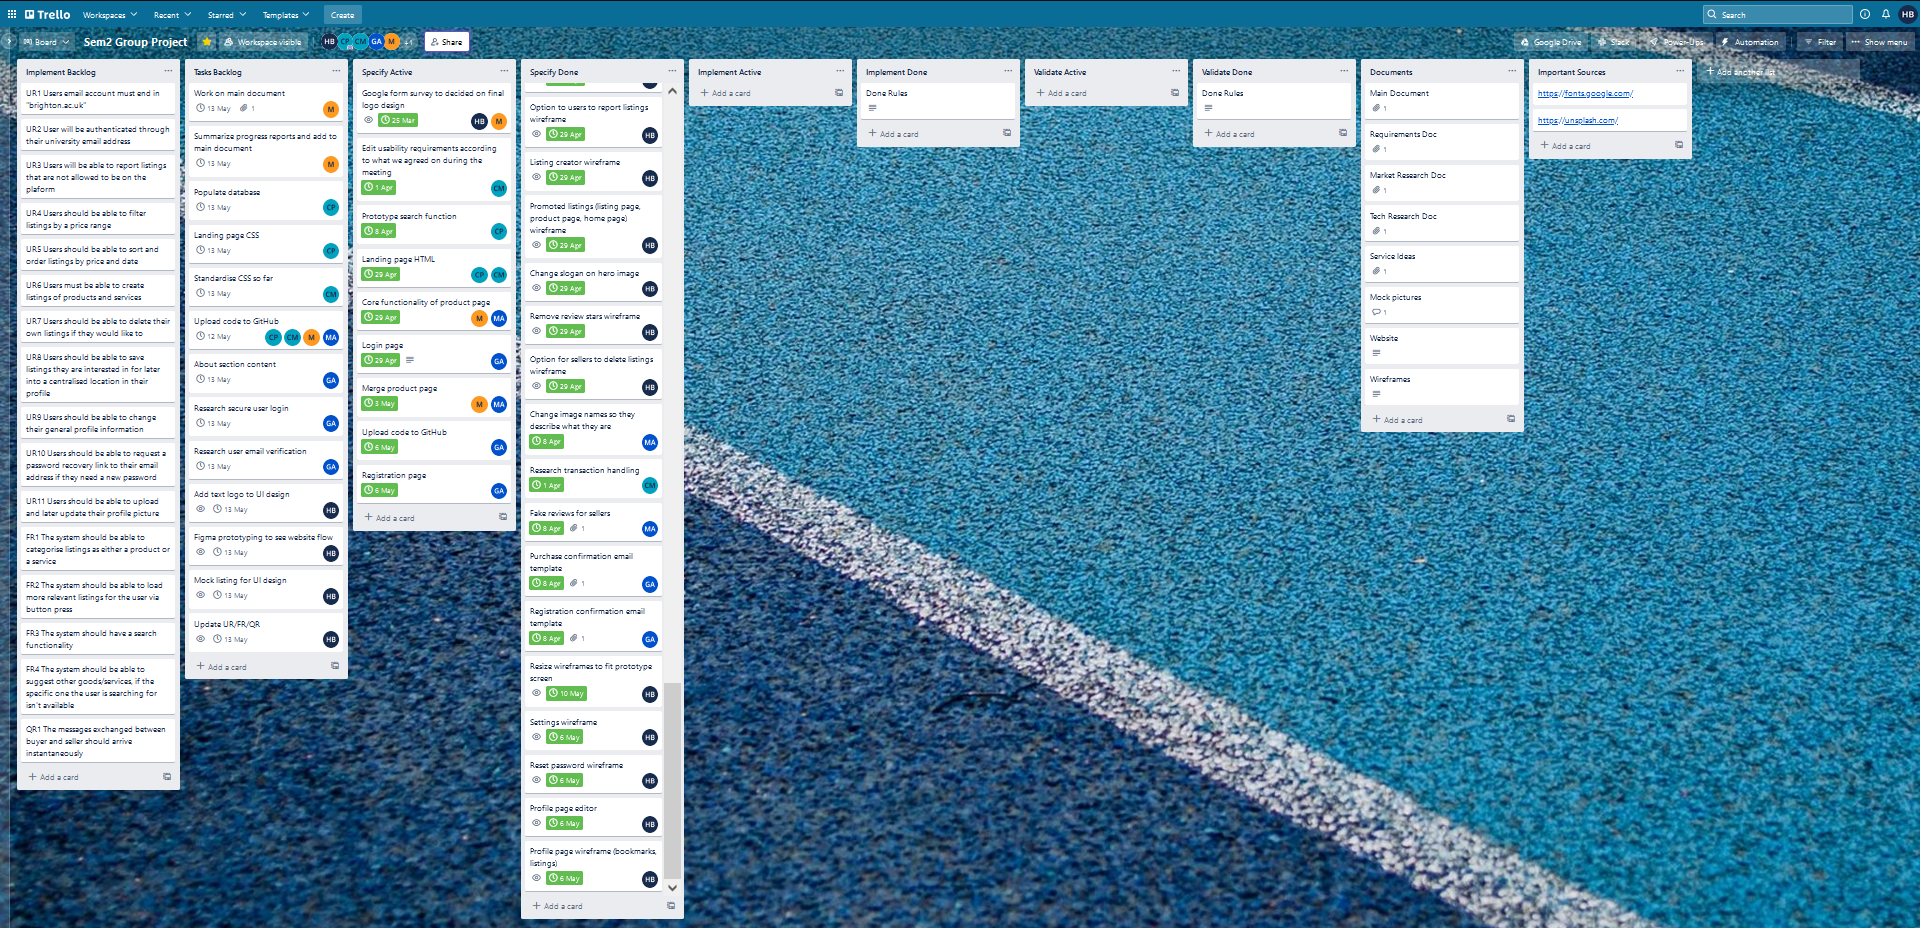 Trello
Workspaces
Recent
Starred
Templates
Create
Search
HB
Board
Sem2 Group Project
Workspace visible
HB
CP
CM
GA
M
+1
Share
Google Drive
Slack
Power-Ups
Automation
Filter
Show menu
Implement Backlog
UR1 Users email account must end in
"brighton.ac.uk"
UR2 User will be authenticated through
their university email address
UR3 Users will be able to report listings
that are not allowed to be on the
plaform
UR4 Users should be able to filter
listings by a price range
UR5 Users should be able to sort and
order listings by price and date
UR6 Users must be able to create
listings of products and services
UR7 Users should be able to delete their
own listings if they would like to
UR8 Users should be able to save
listings they are interested in for later
into a centralised location in their
profile
UR9 Users should be able to change
their general profile information
UR10 Users should be able to request a
password recovery link to their email
address if they need a new password
UR11 Users should be able to upload
and later update their profile picture
FR1 The system should be able to
categorise listings as either a product or
a service
FR2 The system should be able to load
more relevant listings for the user via
button press
FR3 The system should have a search
functionality
FR4 The system should be able to
suggest other goods/services, if the
specific one the user is searching for
isn't available
QR1 The messages exchanged between
buyer and seller should arrive
instantaneously
+ Add a card
Tasks Backlog
Work on main document
13 May 1
M
Summarize progress reports and add to
main document
13 May
M
Populate database
13 May
CP
Landing page CSS
13 May
CP
Standardise CSS so far
13 May
CM
Upload code to GitHub
12 May
CP CM M MA
About section content
13 May
GA
Research secure user login
13 May
GA
Research user email verification
13 May
GA
Add text logo to UI design
13 May
HB
Figma prototyping to see website flow
13 May
HB
Mock listing for UI design
13 May
HB
Update UR/FR/QR
13 May
HB
+ Add a card
Specify Active
Google form survey to decided on final
logo design
25 Mar
HB M
Edit usability requirements according
to what we agreed on during the
meeting
1 Apr
CM
Prototype search function
8 Apr
CP
Landing page HTML
29 Apr
CP CM
Core functionality of product page
29 Apr
M MA
Login page
29 Apr
GA
Merge product page
3 May
M MA
Upload code to GitHub
6 May
GA
Registration page
6 May
GA
+ Add a card
Specify Done
Option to users to report listings
wireframe
29 Apr
HB
Listing creator wireframe
29 Apr
HB
Promoted listings (listing page,
product page, home page)
wireframe
29 Apr
HB
Change slogan on hero image
29 Apr
HB
Remove review stars wireframe
29 Apr
HB
Option for sellers to delete listings
wireframe
29 Apr
HB
Change image names so they
describe what they are
8 Apr
MA
Research transaction handling
1 Apr
CM
Fake reviews for sellers
8 Apr 1
MA
Purchase confirmation email
template
8 Apr 1
GA
Registration confirmation email
template
8 Apr 1
GA
Resize wireframes to fit prototype
screen
10 May
HB
Settings wireframe
6 May
HB
Reset password wireframe
6 May
HB
Profile page editor
6 May
HB
Profile page wireframe (bookmarks,
listings)
6 May
HB
+ Add a card
Implement Active
+ Add a card
Implement Done
Done Rules
+ Add a card
Validate Active
+ Add a card
Validate Done
Done Rules
+ Add a card
Documents
Main Document
1
Requirements Doc
1
Market Research Doc
1
Tech Research Doc
1
Service Ideas
1
Mock pictures
1
Website
Wireframes
+ Add a card
Important Sources
https://fonts.google.com/
https://unsplash.com/
+ Add a card
+ Add another list